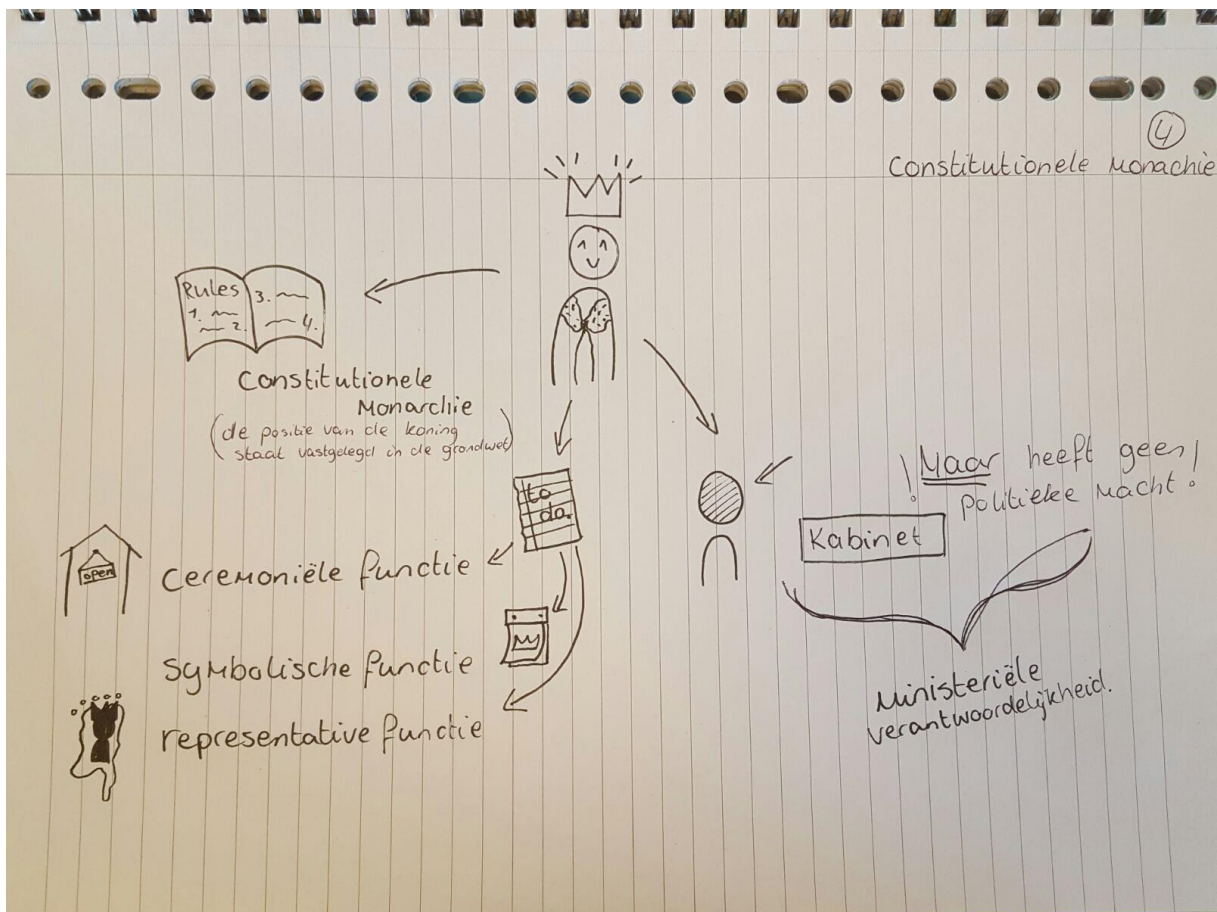 4
Constitutionele Monachie
Rules
1.
2.
3.
4.
Constitutionele
Monarchie
(de positie van de koning
staat vastgelegd in de grondwet)
to
do.
! Maar heeft geen !
politieke macht.
Kabinet
open
Ceremoniële functie
Symbolische functie
representative functie
Ministeriële
verantwoordelijkheid.